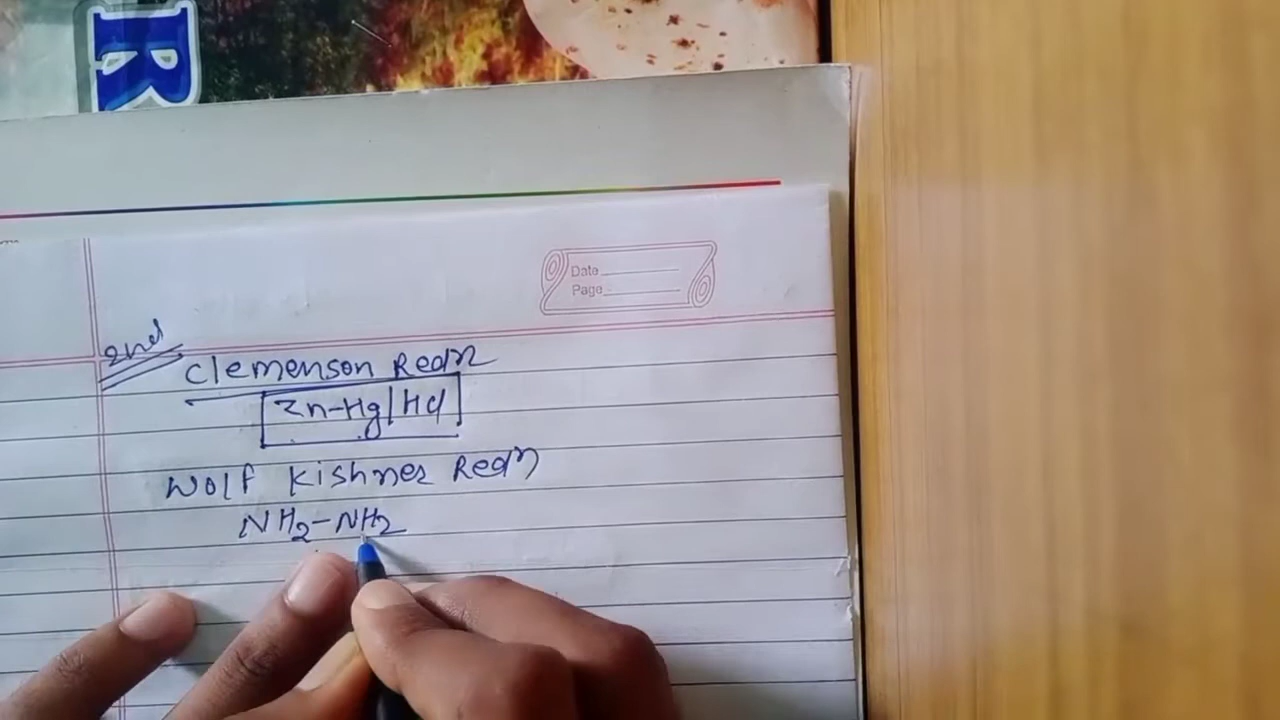 R
Date
Page
2nd
Clemenson Redn
Zn-Hg|Hcl
Wolf Kishner Redn
NH2-NH2